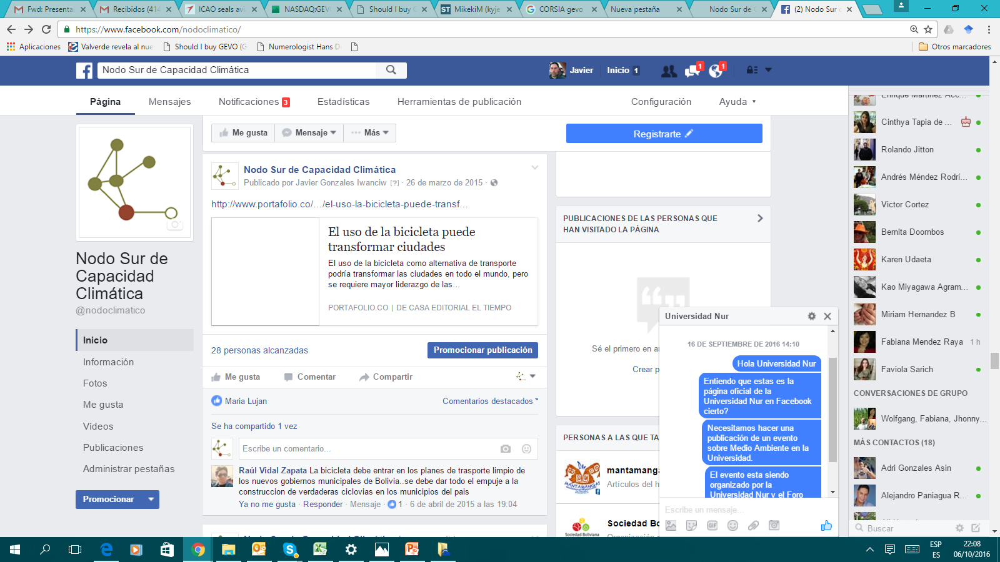 Fwd: Presentac
Recibidos (414
ICAO seals avi
NASDAQ:GEV
Should I buy G
MikekiM (kyje
CORSIA gevo
Nueva pestaña
Nodo Sur de C
(2) Nodo Sur d
https://www.facebook.com/nodoclimatico/
Aplicaciones
Valverde revela al nue
Should I buy GEVO (G
Numerologist Hans D
Otros marcadores
Nodo Sur de Capacidad Climática
Javier
Inicio 1
1
1
Página
Mensajes
Notificaciones 3
Estadísticas
Herramientas de publicación
Configuración
Ayuda
Nodo Sur de
Capacidad
Climática
@nodoclimatico
Inicio
Información
Fotos
Me gusta
Vídeos
Publicaciones
Administrar pestañas
Promocionar
Me gusta
Mensaje
Más
Registrarte
Nodo Sur de Capacidad Climática
Publicado por Javier Gonzales Iwanciw [?] · 26 de marzo de 2015 ·
http://www.portafolio.co/…/el-uso-la-bicicleta-puede-transf…
El uso de la bicicleta puede
transformar ciudades
El uso de la bicicleta como alternativa de transporte
podría transformar las ciudades en todo el mundo, pero
se requiere mayor liderazgo de las...
PORTAFOLIO.CO | DE CASA EDITORIAL EL TIEMPO
28 personas alcanzadas
Promocionar publicación
Me gusta
Comentar
Compartir
Maria Lujan
Comentarios destacados
Se ha compartido 1 vez
Escribe un comentario...
Raúl Vidal Zapata La bicicleta debe entrar en los planes de trasporte limpio de
los nuevos gobiernos municipales de Bolivia..se debe dar todo el empuje a la
construccion de verdaderas ciclovias en los municipios del pais
Ya no me gusta · Responder · Mensaje · 1 · 6 de abril de 2015 a las 19:04
Nodo Sur de Capacidad Climática
PUBLICACIONES DE LAS PERSONAS QUE
HAN VISITADO LA PÁGINA
Sé el primero en a
Crear p
PERSONAS A LAS QUE TA
MANTAMANGAS
mantamanga
Artículos del h
Sociedad Boliviana
Sociedad Bo
Universidad Nur
16 DE SEPTIEMBRE DE 2016 14:10
Hola Universidad Nur
Entiendo que estas es la
página oficial de la
Universidad Nur en Facebook
cierto?
Necesitamos hacer una
publicación de un evento
sobre Medio Ambiente en la
Universidad.
El evento esta siendo
organizado por la
Universidad Nur y el Foro
Escribe un mensaje...
GIF
Enrique Martinez Acc...
Cinthya Tapia de ...
Rolando Jitton
Andrés Méndez Rodrí...
Victor Cortez
Bernita Doornbos
Karen Udaeta
Kao Miyagawa Agram...
Miriam Hernandez B
Fabiana Mendez Raya 1 h
Faviola Sarich
CONVERSACIONES DE GRUPO
Wolfgang, Fabiana, Jhonny...
MÁS CONTACTOS (18)
Adri Gonzales Asin
Alejandro Paniagua R...
Buscar
ESP
ES
22:08
06/10/2016